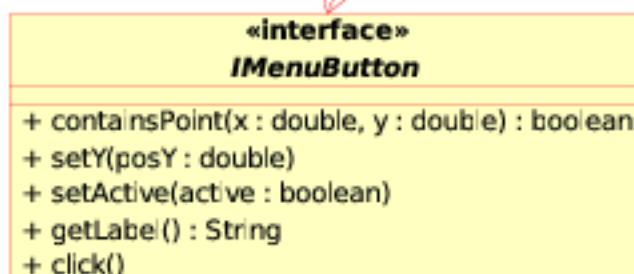 «interface»
IMenuButton
+ containsPoint(x : double, y : double) : boolean
+ setY(posY : double)
+ setActive(active : boolean)
+ getLabel() : String
+ click()